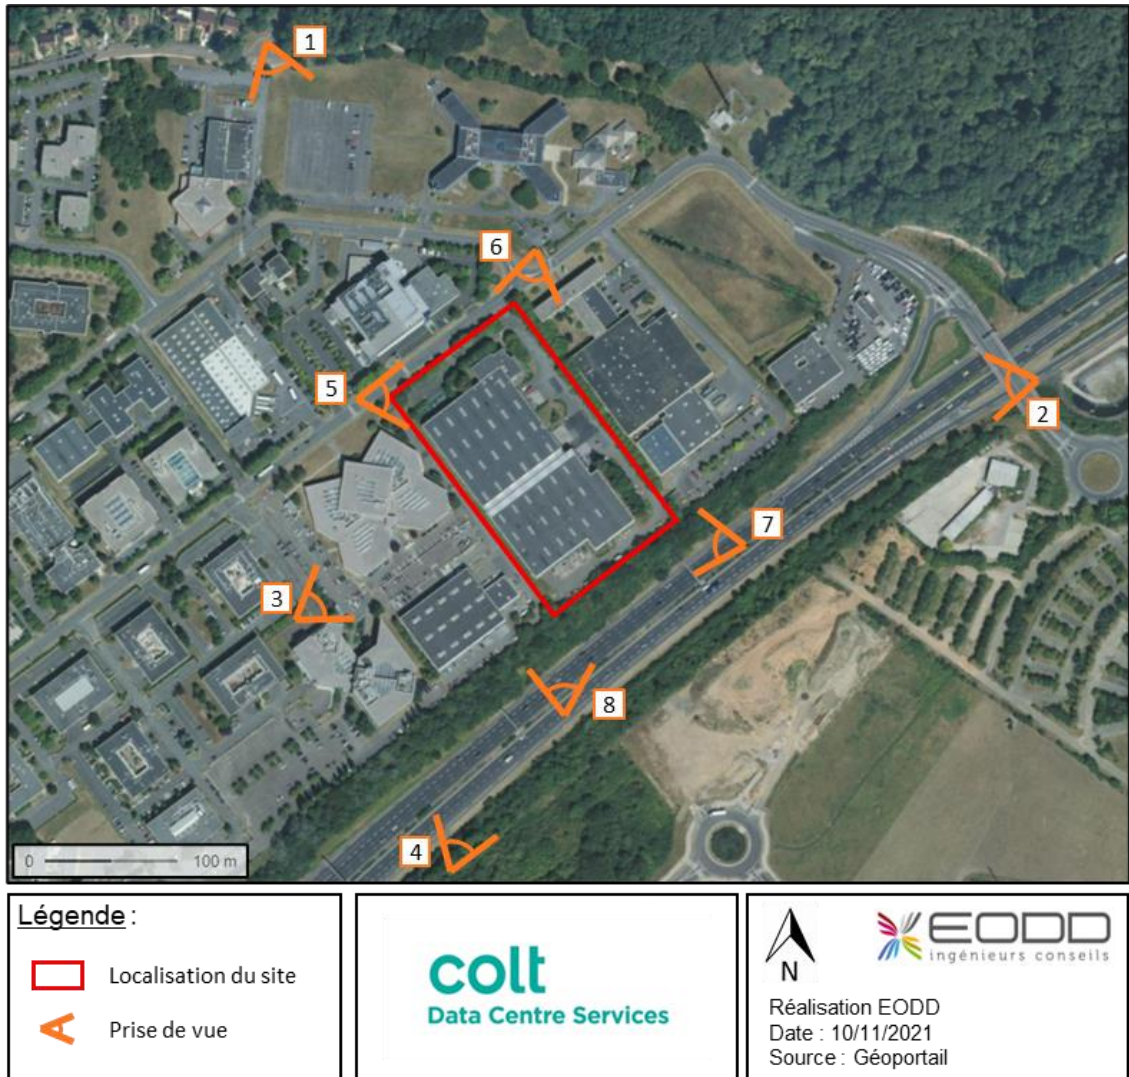 1
6
5
2
7
3
8
4
0 100 m
Légende :
Localisation du site
Prise de vue
colt
Data Centre Services
N
EODD
ingénieurs conseils
Réalisation EODD
Date : 10/11/2021
Source : Géoportail